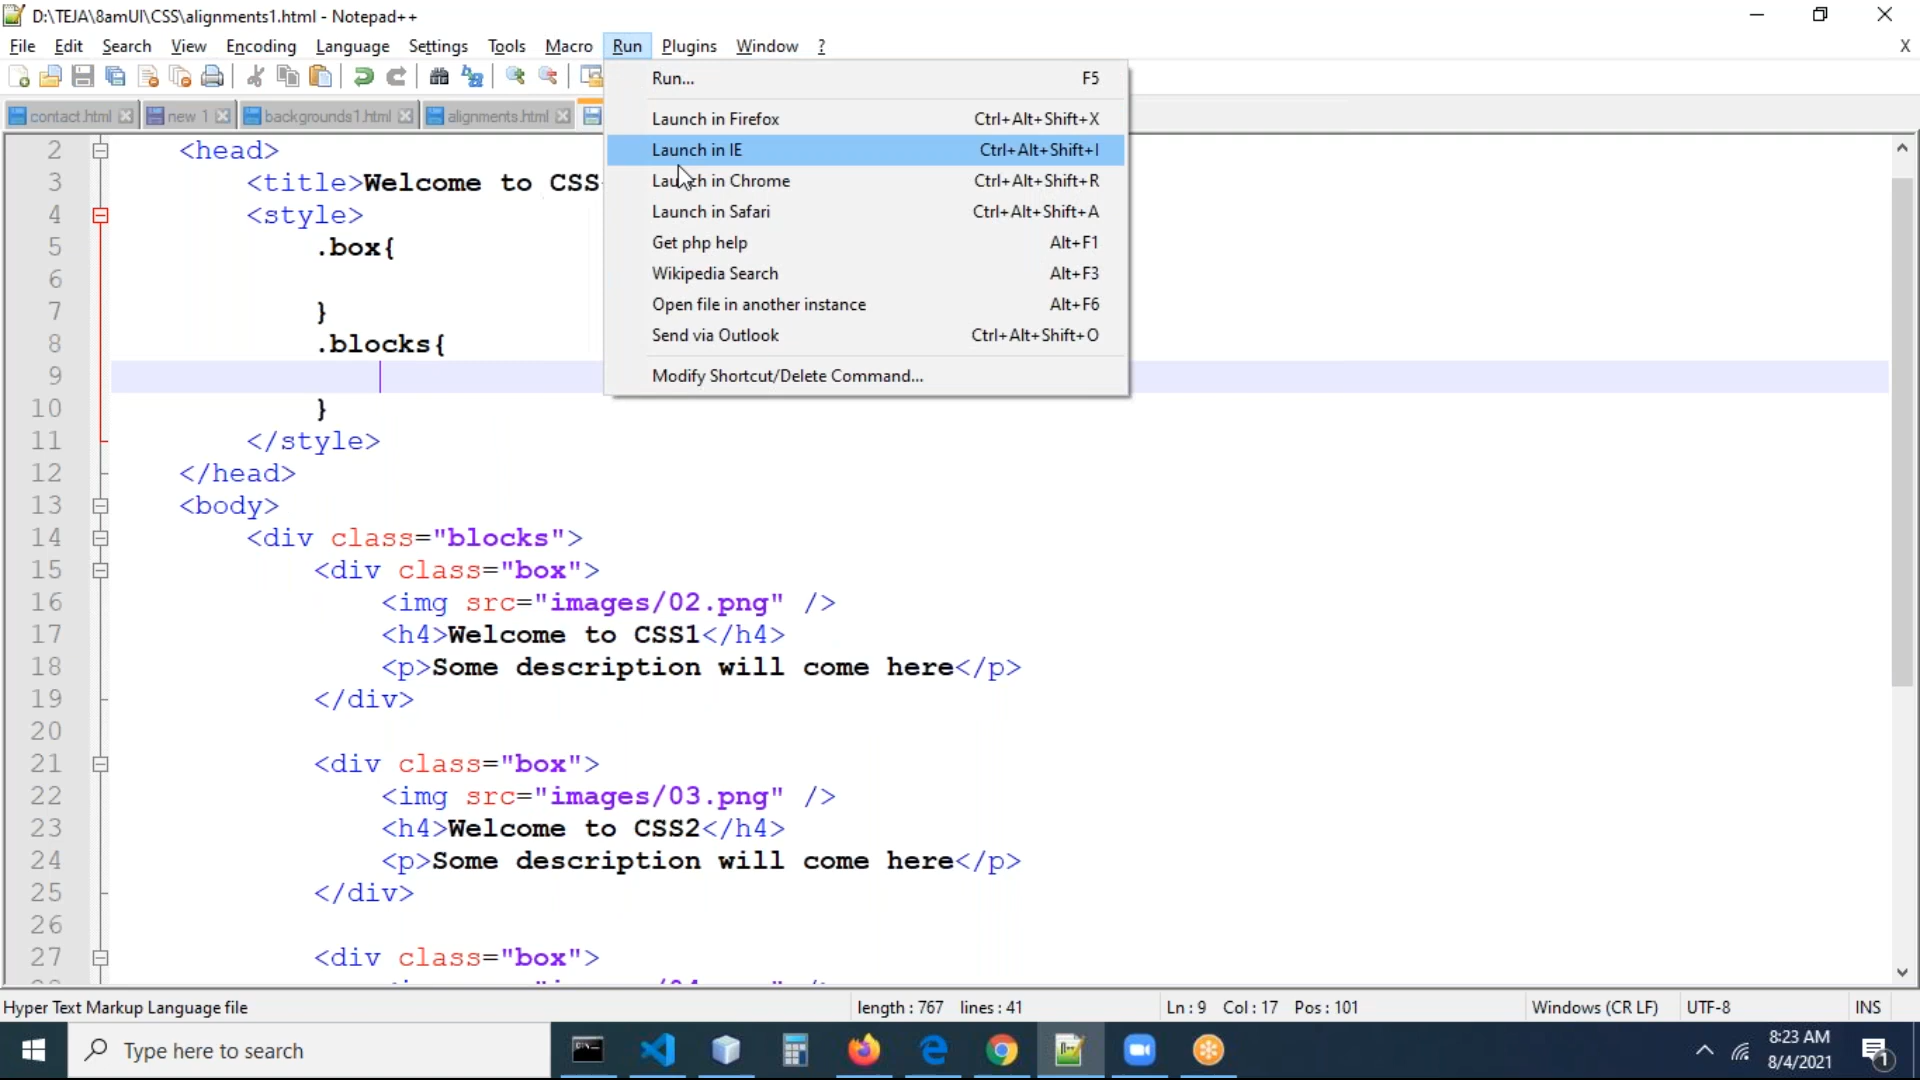 D:\TEJA\8amUI\CSS\alignments1.html - Notepad++
File Edit Search View Encoding Language Settings Tools Macro Run Plugins Window ? X
contact.html new 1 backgrounds1.html alignments.html
Run... F5
Launch in Firefox Ctrl+Alt+Shift+X
Launch in IE Ctrl+Alt+Shift+I
Launch in Chrome Ctrl+Alt+Shift+R
Launch in Safari Ctrl+Alt+Shift+A
Get php help Alt+F1
Wikipedia Search Alt+F3
Open file in another instance Alt+F6
Send via Outlook Ctrl+Alt+Shift+O
Modify Shortcut/Delete Command...
2 <head>
3 <title>Welcome to CSS
4 <style>
5 .box{
6
7 }
8 .blocks{
9
10 }
11 </style>
12 </head>
13 <body>
14 <div class="blocks">
15 <div class="box">
16 <img src="images/02.png" />
17 <h4>Welcome to CSS1</h4>
18 <p>Some description will come here</p>
19 </div>
20
21 <div class="box">
22 <img src="images/03.png" />
23 <h4>Welcome to CSS2</h4>
24 <p>Some description will come here</p>
25 </div>
26
27 <div class="box">
Hyper Text Markup Language file length : 767 lines : 41 Ln : 9 Col : 17 Pos : 101 Windows (CR LF) UTF-8 INS
Type here to search
8:23 AM
8/4/2021
1